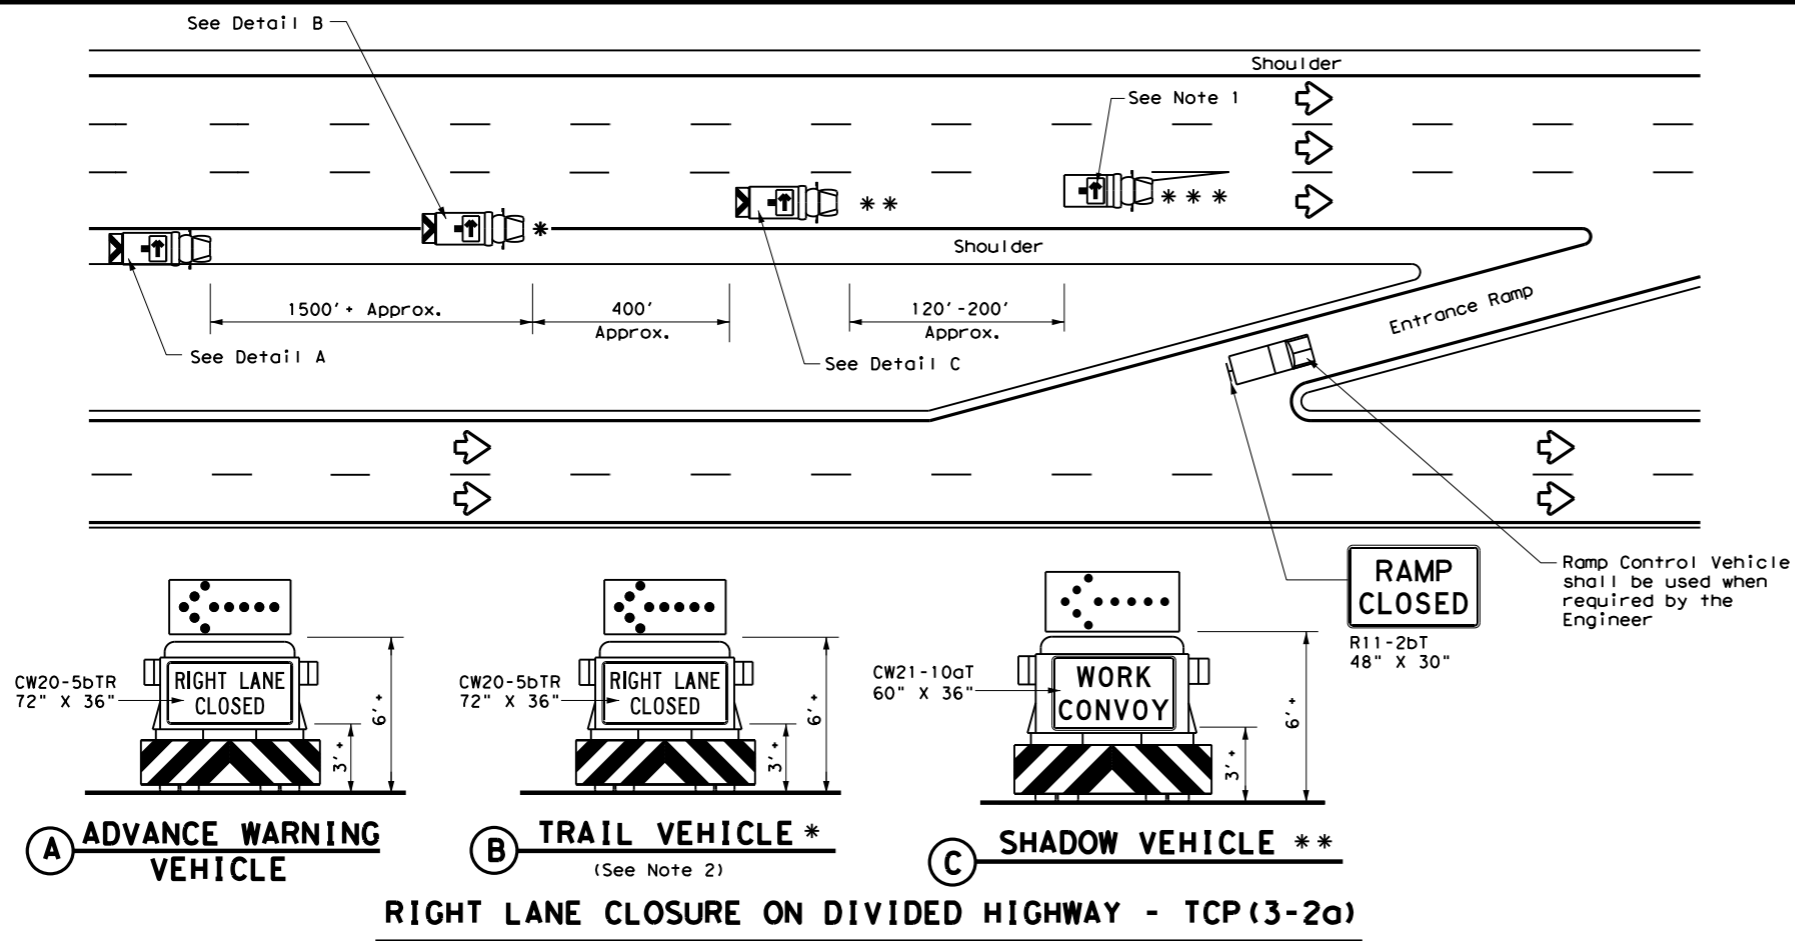 See Detail B
Shoulder
See Note 1
*
**
***
Shoulder
1500'+ Approx.
400'
Approx.
120'-200'
Approx.
See Detail A
See Detail C
Entrance Ramp
RAMP
CLOSED
R11-2bT
48" X 30"
Ramp Control Vehicle
shall be used when
required by the
Engineer
CW20-5bTR
72" X 36"
RIGHT LANE
CLOSED
6'+
3'+
CW20-5bTR
72" X 36"
RIGHT LANE
CLOSED
6'+
3'+
CW21-10aT
60" X 36"
WORK
CONVOY
6'+
3'+
A ADVANCE WARNING
VEHICLE
B TRAIL VEHICLE *
(See Note 2)
C SHADOW VEHICLE **
RIGHT LANE CLOSURE ON DIVIDED HIGHWAY - TCP(3-2a)